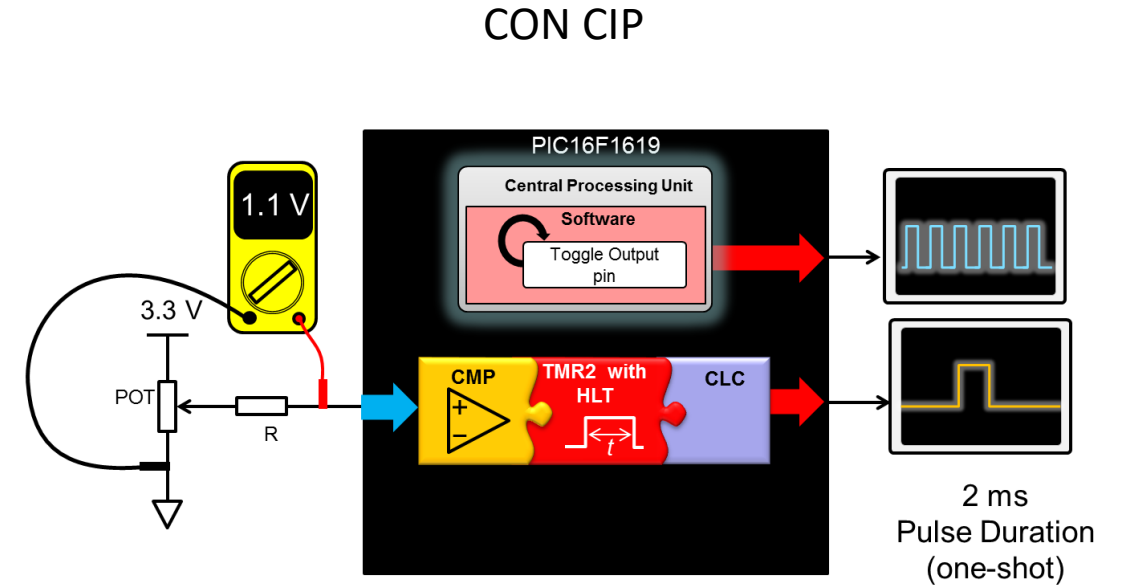 CON CIP
PIC16F1619
Central Processing Unit
Software
Toggle Output
pin
1.1 V
3.3 V
POT
R
CMP
+
−
TMR2 with
HLT
t
CLC
2 ms
Pulse Duration
(one-shot)